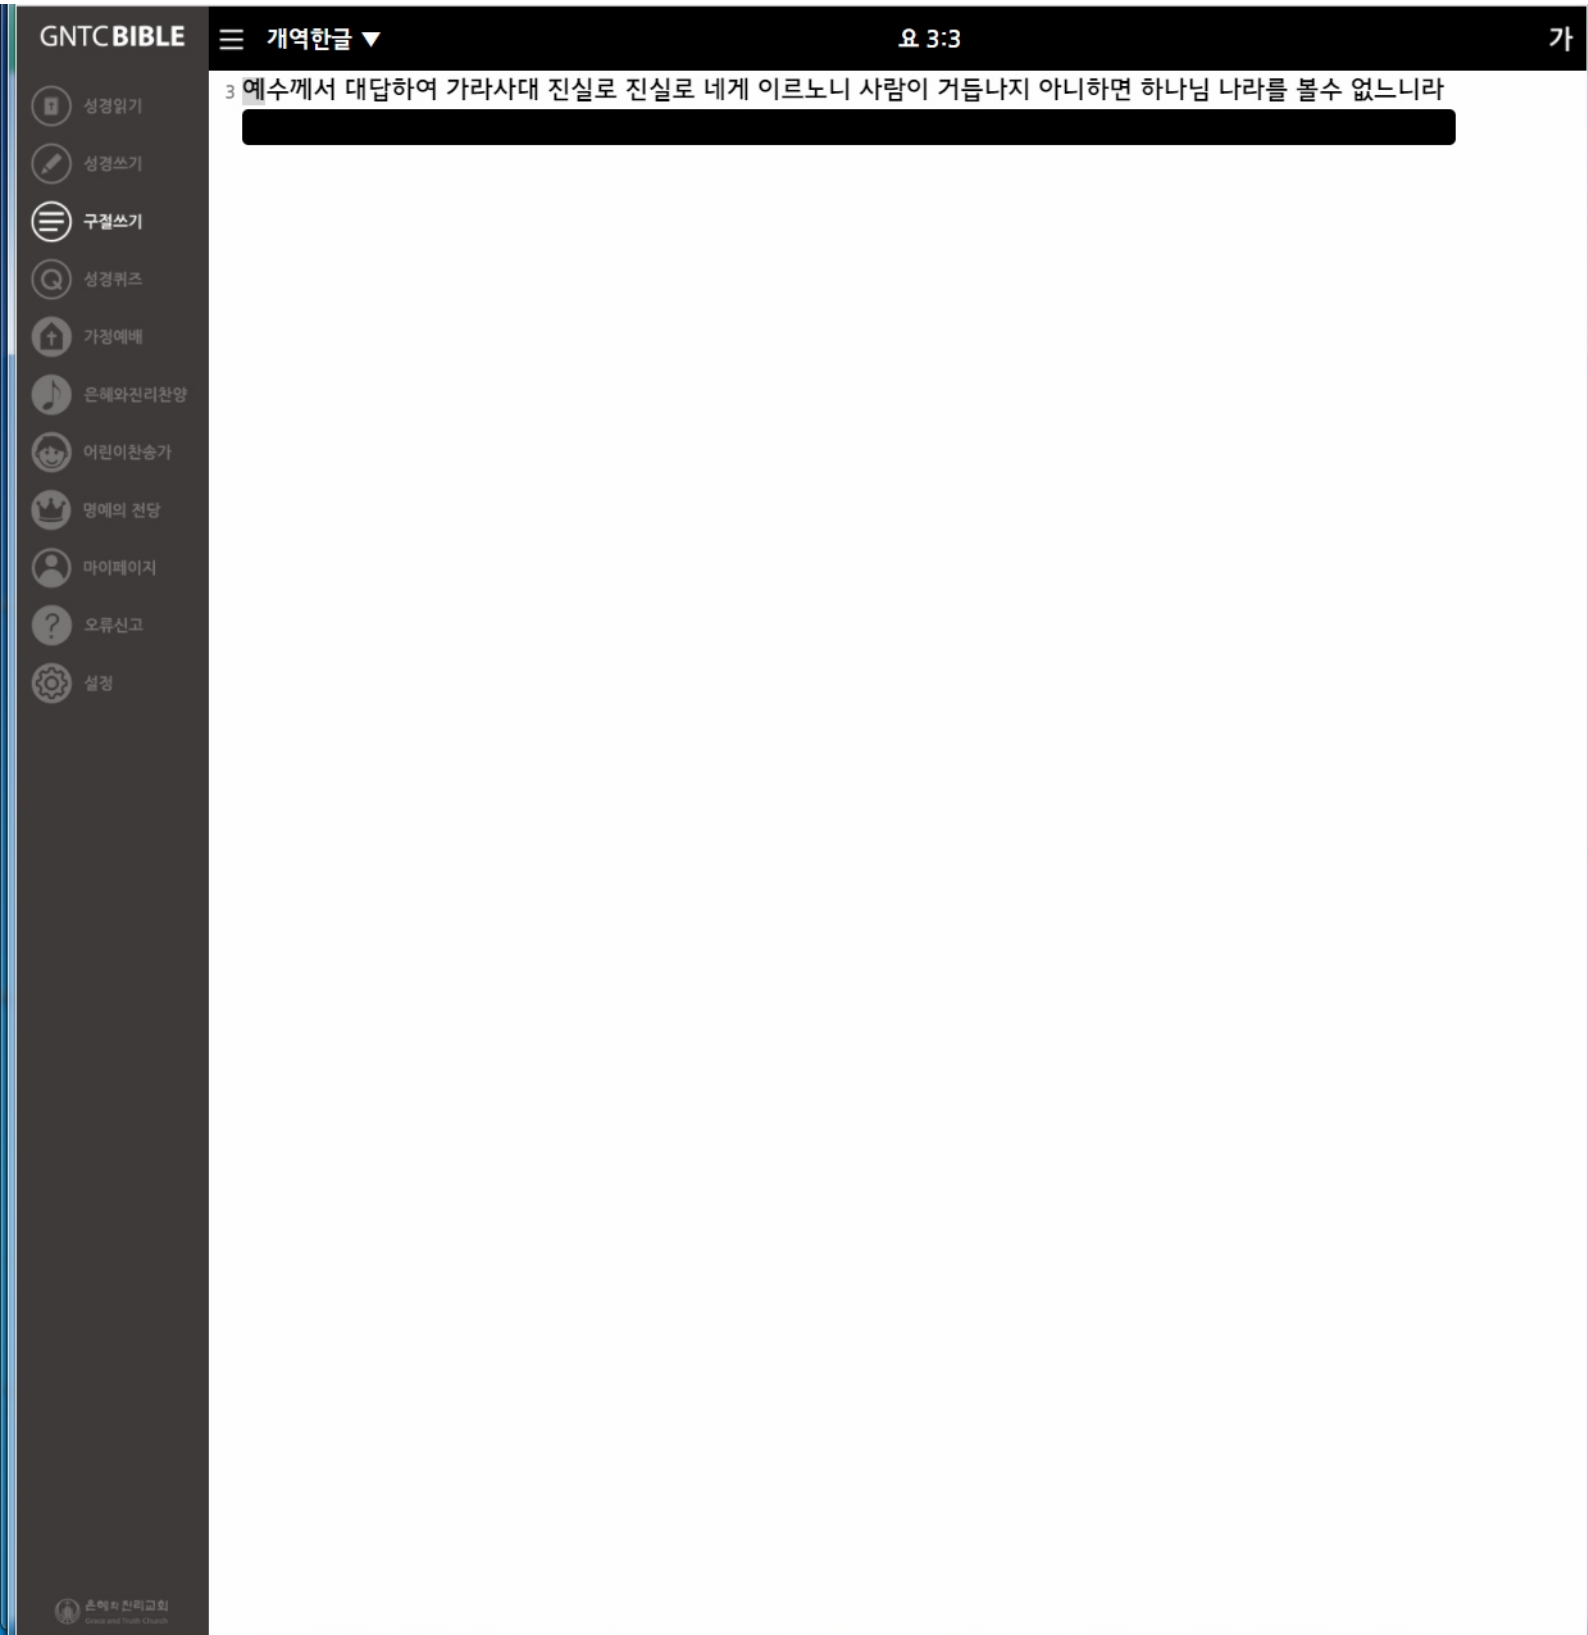 GNTC BIBLE
개역한글 ▼
요 3:3
가
3 예수께서 대답하여 가라사대 진실로 진실로 네게 이르노니 사람이 거듭나지 아니하면 하나님 나라를 볼수 없느니라
성경읽기
성경쓰기
구절쓰기
성경퀴즈
가정예배
은혜와진리찬양
어린이찬송가
명예의 전당
마이페이지
오류신고
설정
은혜와진리교회
Grace and Truth Church